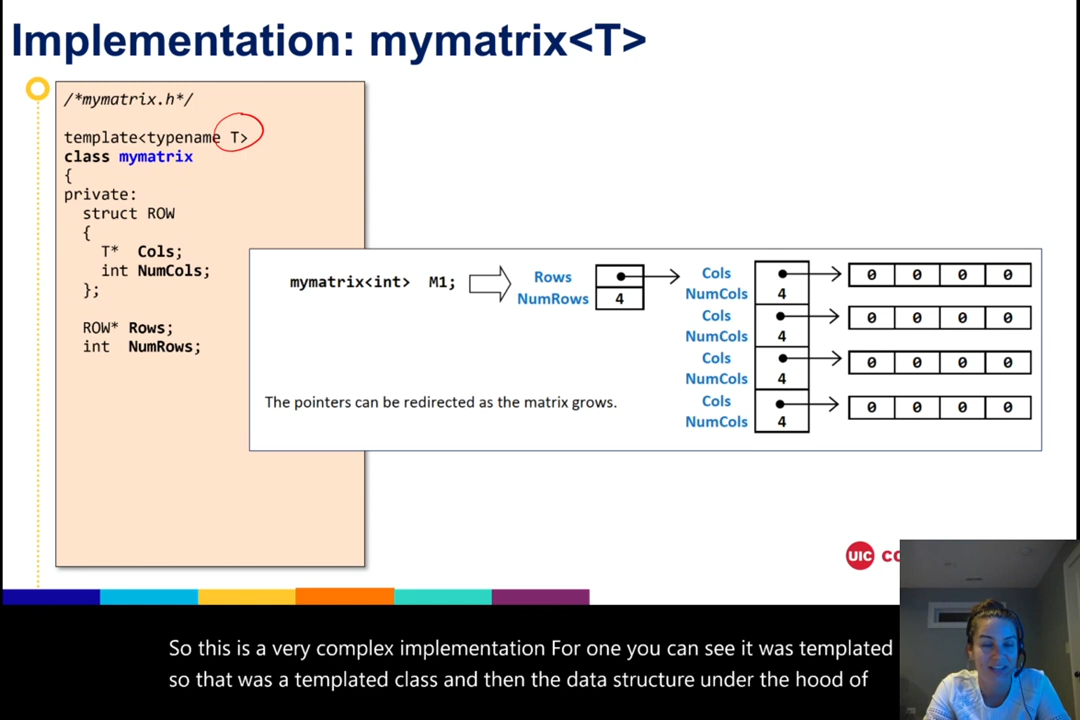 Implementation: mymatrix<T>
/*mymatrix.h*/
template<typename T>
class mymatrix
{
private:
struct ROW
{
T* Cols;
int NumCols;
};
ROW* Rows;
int NumRows;
mymatrix<int> M1;
Rows
NumRows 4
Cols
NumCols 4
Cols
NumCols 4
Cols
NumCols 4
Cols
NumCols 4
0 0 0 0
0 0 0 0
0 0 0 0
0 0 0 0
The pointers can be redirected as the matrix grows.
UIC
So this is a very complex implementation For one you can see it was templated
so that was a templated class and then the data structure under the hood of